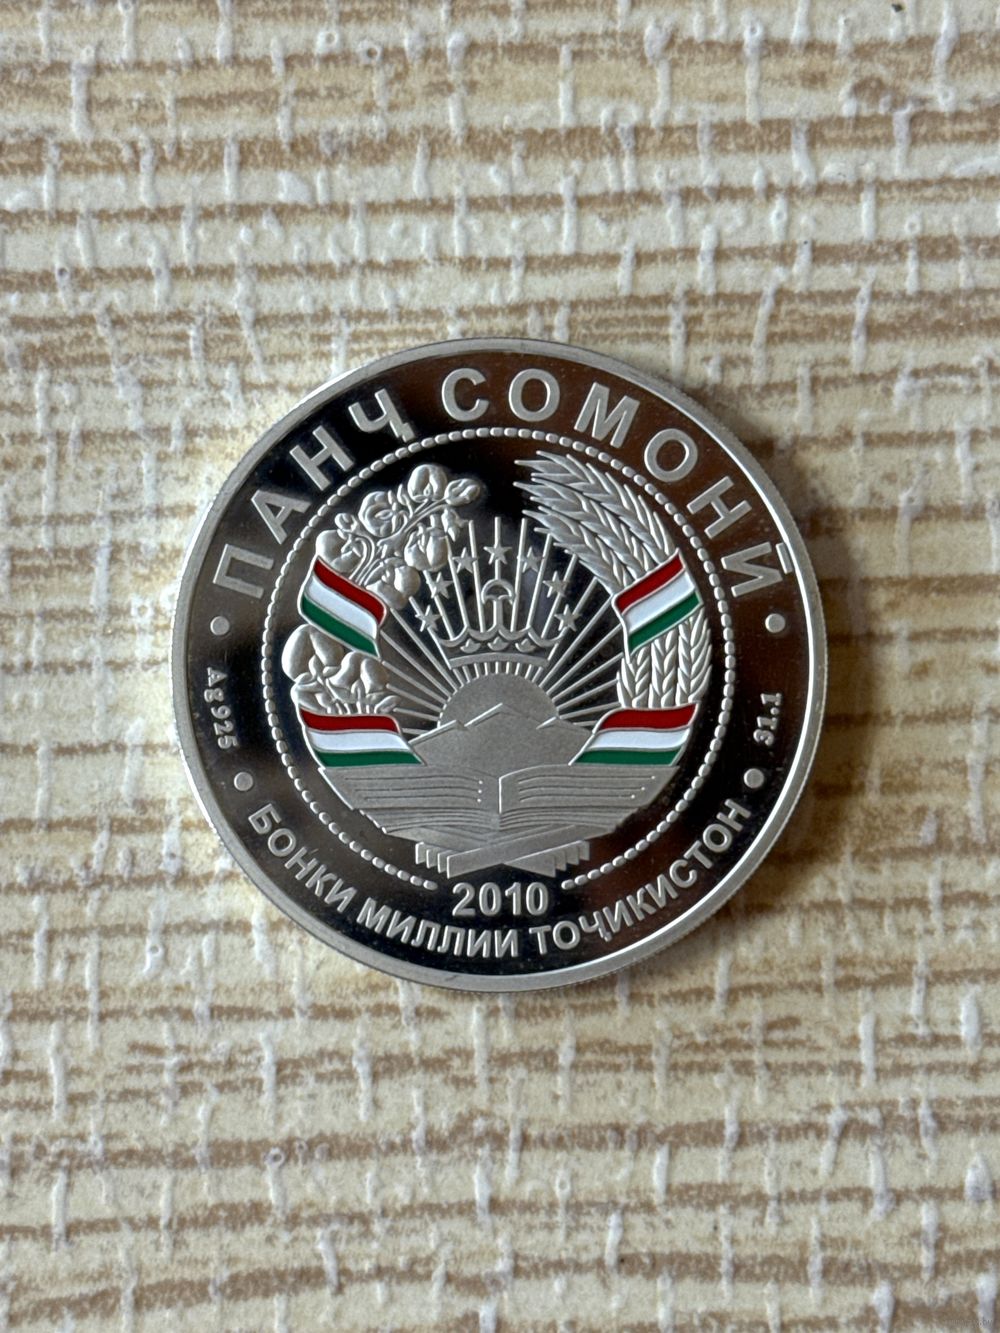 ПАНҶ СОМОНӢ
Ag 925
31.1
2010
БОНКИ МИЛЛИИ ТОҶИКИСТОН